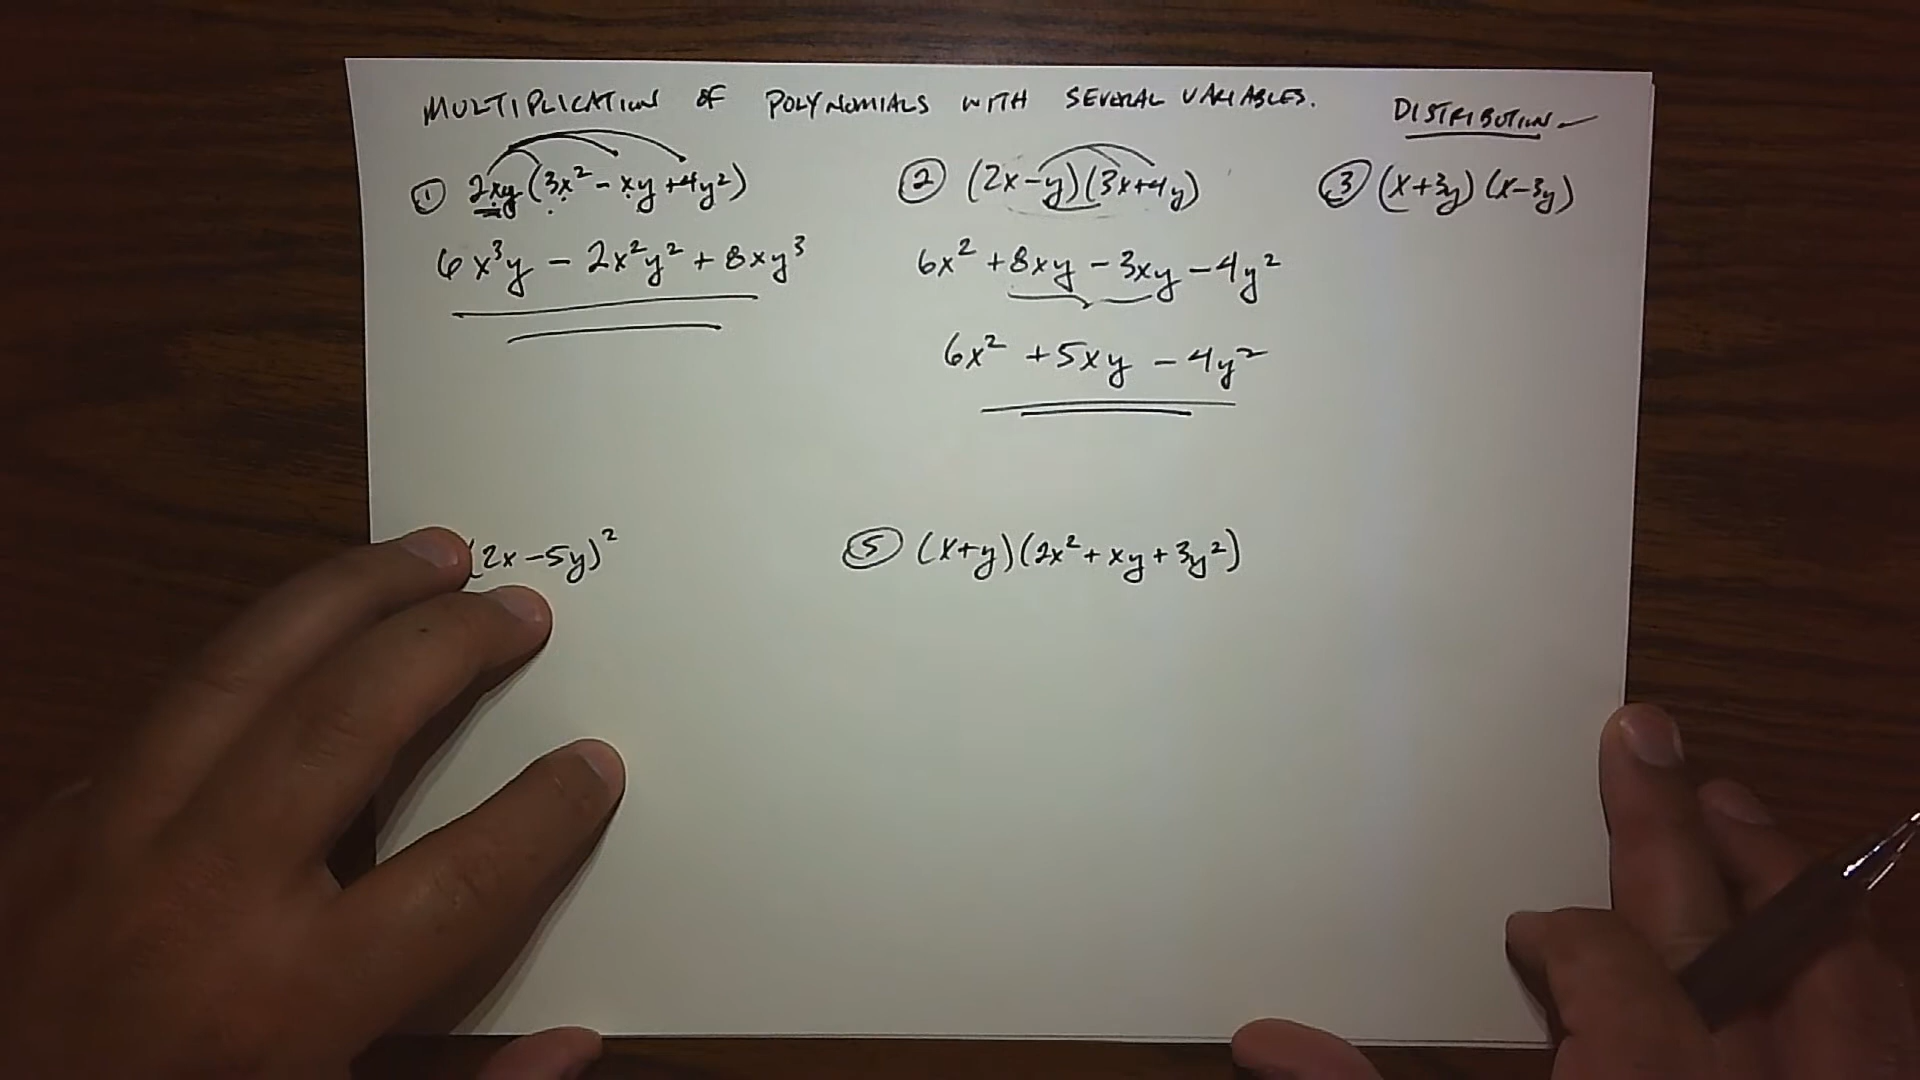 MULTIPLICATION OF POLYNOMIALS WITH SEVERAL VARIABLES.
DISTRIBUTION
① 2xy(3x² - xy + 4y²)
6x³y - 2x²y² + 8xy³
② (2x-y)(3x+4y)
6x² + 8xy - 3xy - 4y²
6x² + 5xy - 4y²
③ (x+3y)(x-3y)
(2x-5y)²
⑤ (x+y)(2x² + xy + 3y²)